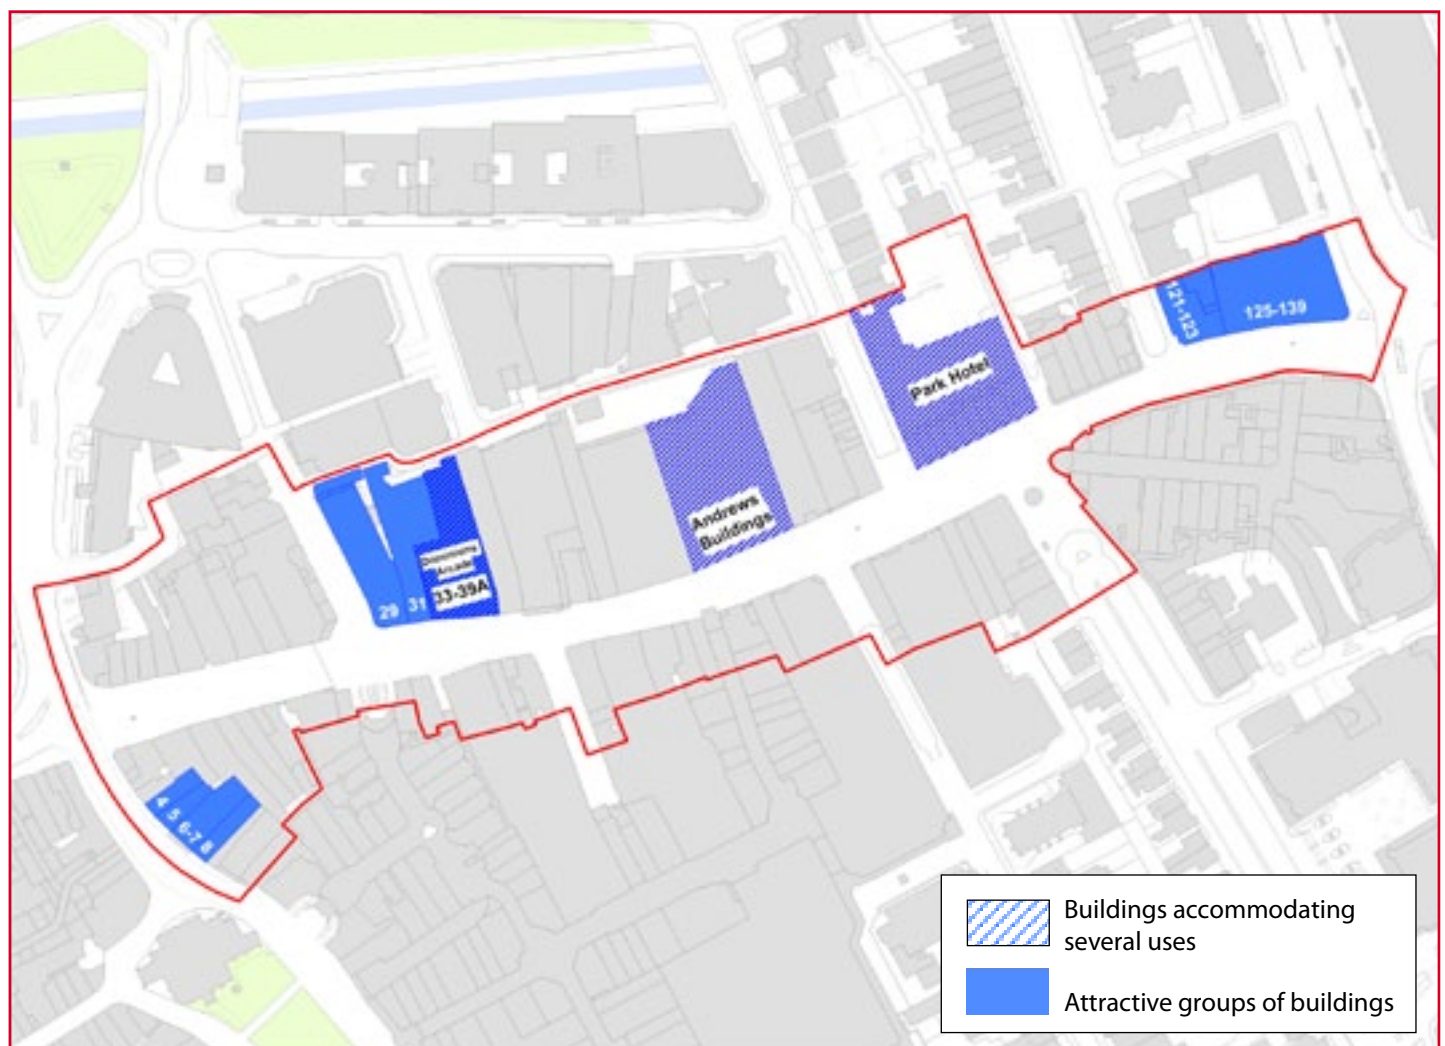 121-123
125-139
Park Hotel
Andrews
Buildings
Arcade
33-39A
29
31
4
5
6-7
8
Buildings accommodating
several uses
Attractive groups of buildings